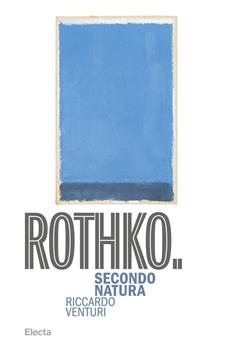 ROTHKO..
SECONDO
NATURA
RICCARDO
VENTURI
Electa